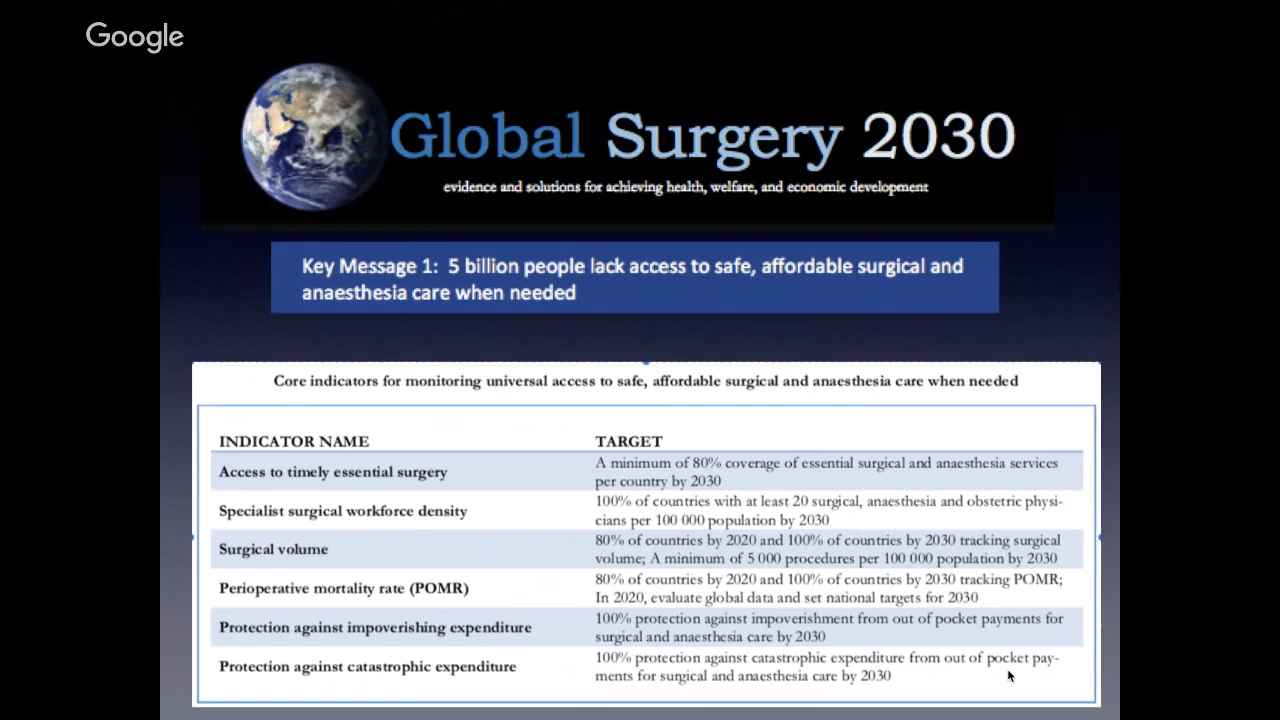 Google
Global Surgery 2030
evidence and solutions for achieving health, welfare, and economic development
Key Message 1: 5 billion people lack access to safe, affordable surgical and
anaesthesia care when needed
Core indicators for monitoring universal access to safe, affordable surgical and anaesthesia care when needed
INDICATOR NAME TARGET
Access to timely essential surgery
A minimum of 80% coverage of essential surgical and anaesthesia services
per country by 2030
Specialist surgical workforce density
100% of countries with at least 20 surgical, anaesthesia and obstetric physi-
cians per 100 000 population by 2030
Surgical volume
80% of countries by 2020 and 100% of countries by 2030 tracking surgical
volume; A minimum of 5 000 procedures per 100 000 population by 2030
Perioperative mortality rate (POMR)
80% of countries by 2020 and 100% of countries by 2030 tracking POMR;
In 2020, evaluate global data and set national targets for 2030
Protection against impoverishing expenditure
100% protection against impoverishment from out of pocket payments for
surgical and anaesthesia care by 2030
Protection against catastrophic expenditure
100% protection against catastrophic expenditure from out of pocket pay-
ments for surgical and anaesthesia care by 2030